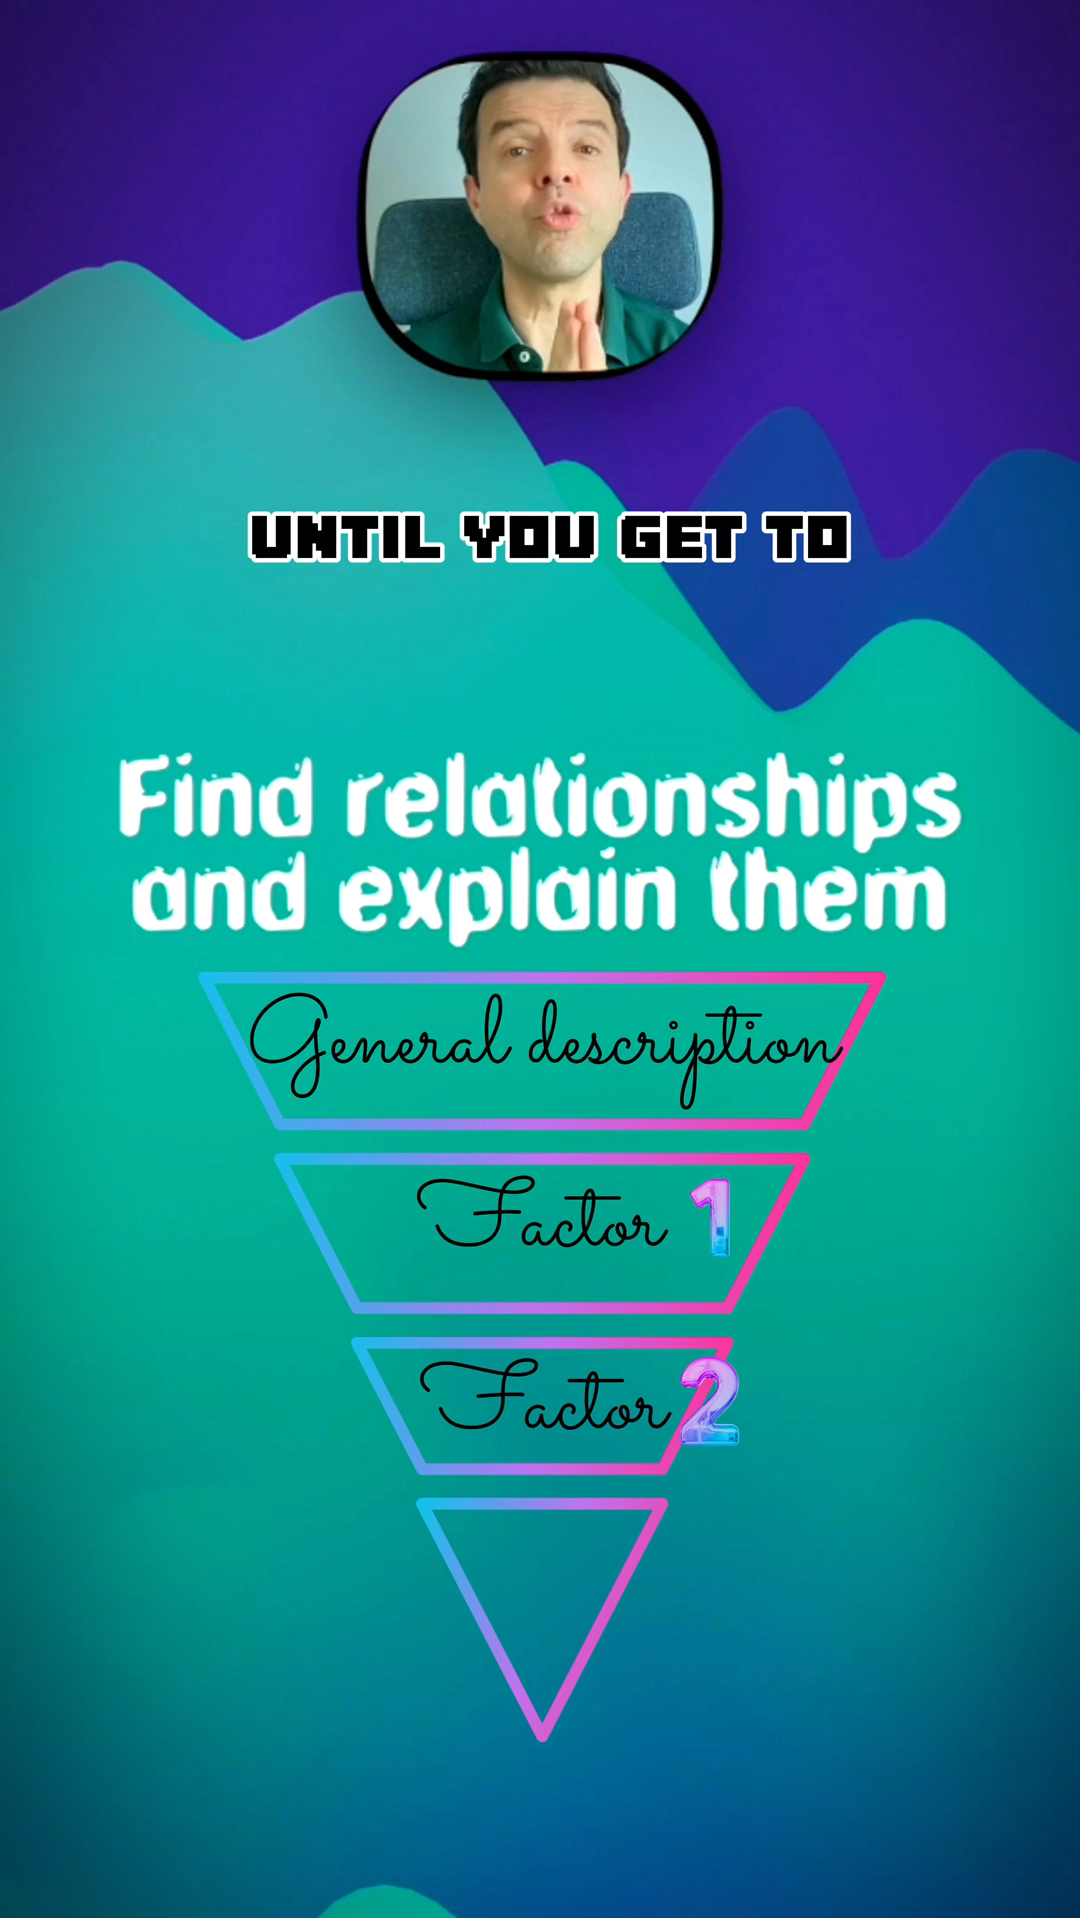 UNTIL YOU GET TO
Find relationships
and explain them
General description
Factor 1
Factor 2